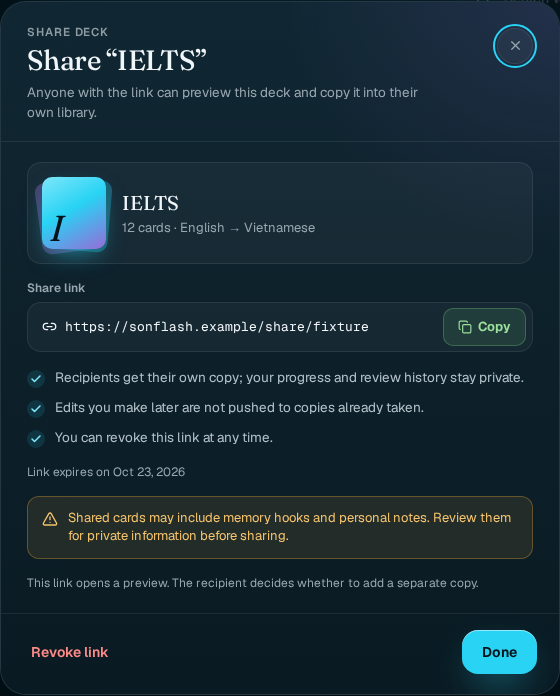 SHARE DECK
Share “IELTS”
Anyone with the link can preview this deck and copy it into their
own library.
I
IELTS
12 cards · English → Vietnamese
Share link
https://sonflash.example/share/fixture
Copy
Recipients get their own copy; your progress and review history stay private.
Edits you make later are not pushed to copies already taken.
You can revoke this link at any time.
Link expires on Oct 23, 2026
Shared cards may include memory hooks and personal notes. Review them
for private information before sharing.
This link opens a preview. The recipient decides whether to add a separate copy.
Revoke link
Done